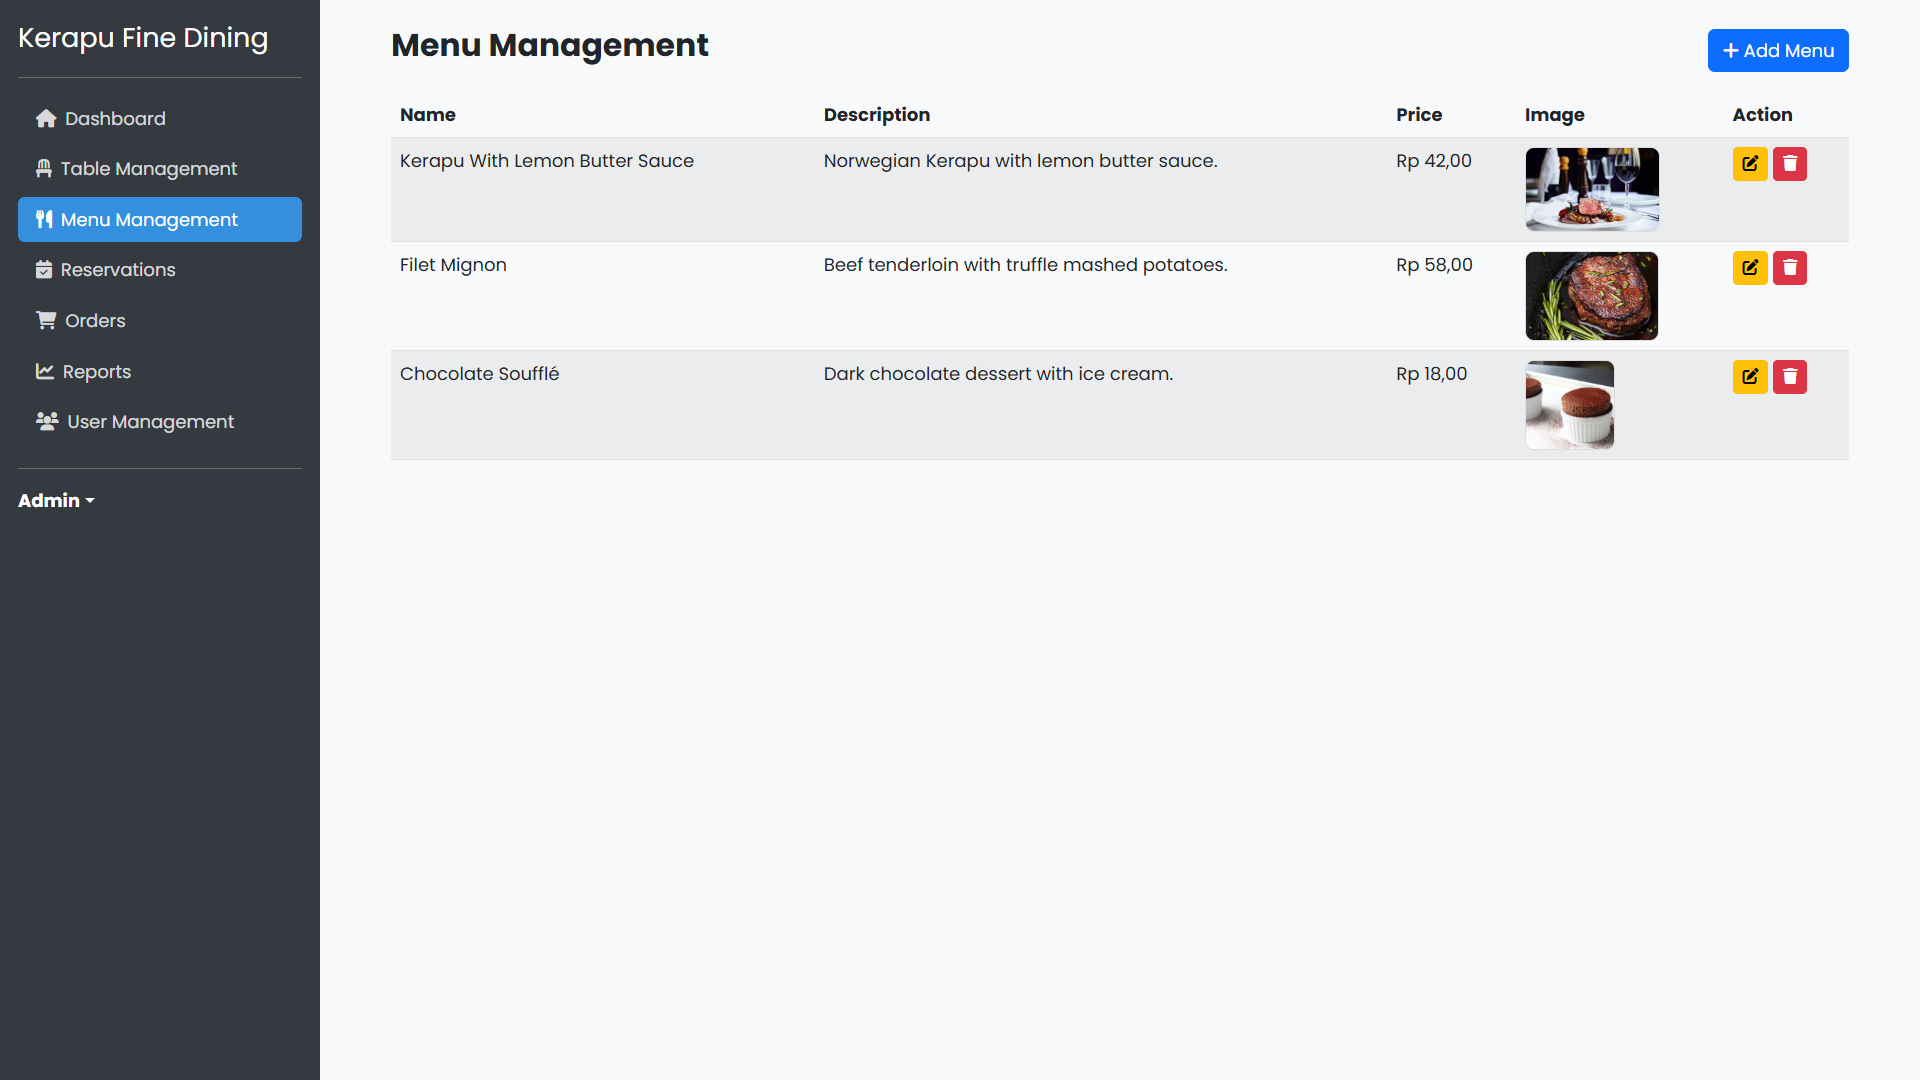 Kerapu Fine Dining
Dashboard
Table Management
Menu Management
Reservations
Orders
Reports
User Management
Admin
Menu Management
Add Menu
Name Description Price Image Action
Kerapu With Lemon Butter Sauce Norwegian Kerapu with lemon butter sauce. Rp 42,00
Filet Mignon Beef tenderloin with truffle mashed potatoes. Rp 58,00
Chocolate Soufflé Dark chocolate dessert with ice cream. Rp 18,00